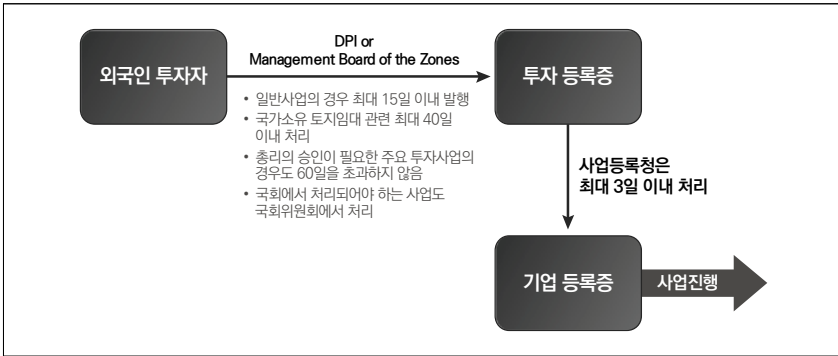 외국인 투자자
DPI or
Management Board of the Zones
• 일반사업의 경우 최대 15일 이내 발행
• 국가소유 토지임대 관련 최대 40일
이내 처리
• 총리의 승인이 필요한 주요 투자사업의
경우도 60일을 초과하지 않음
• 국회에서 처리되어야 하는 사업도
국회위원회에서 처리
투자 등록증
사업등록청은
최대 3일 이내 처리
기업 등록증
사업진행